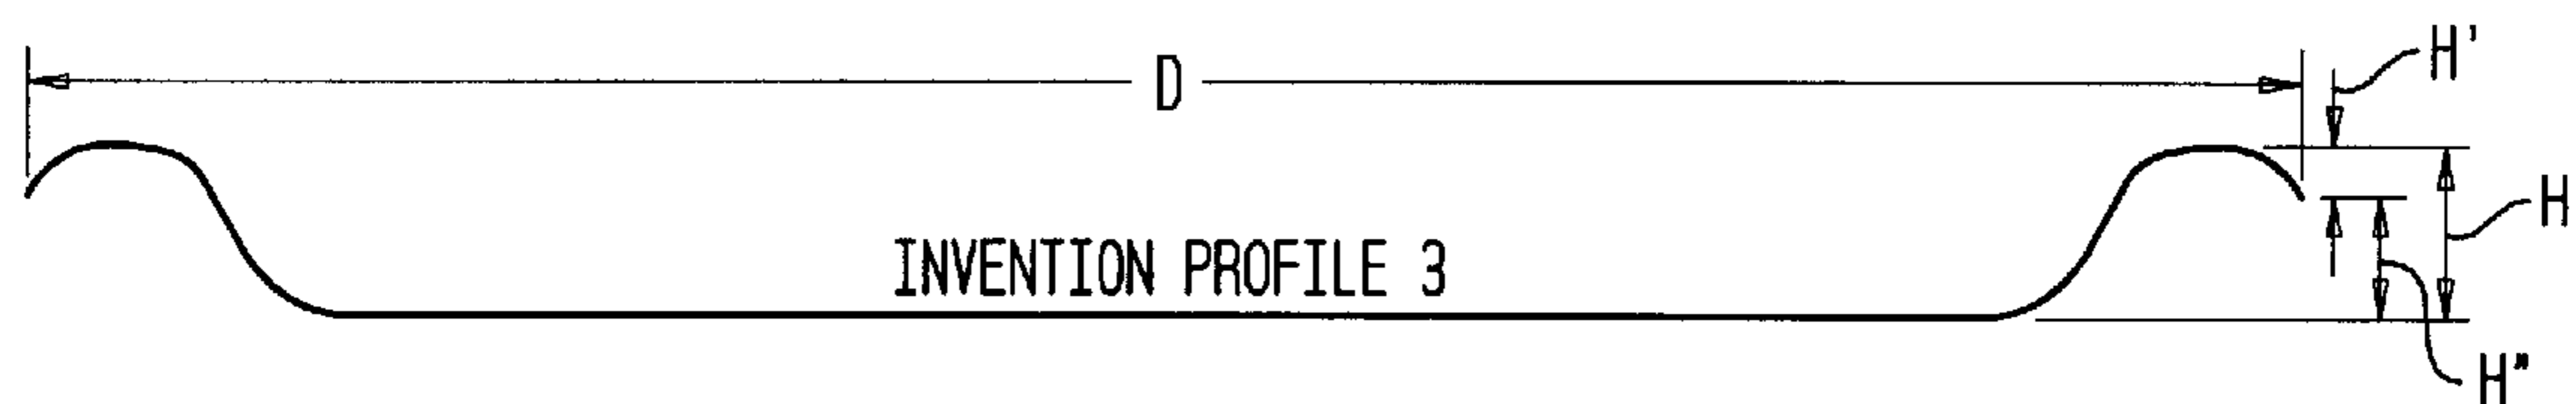 D
H'
H
INVENTION PROFILE 3
H"